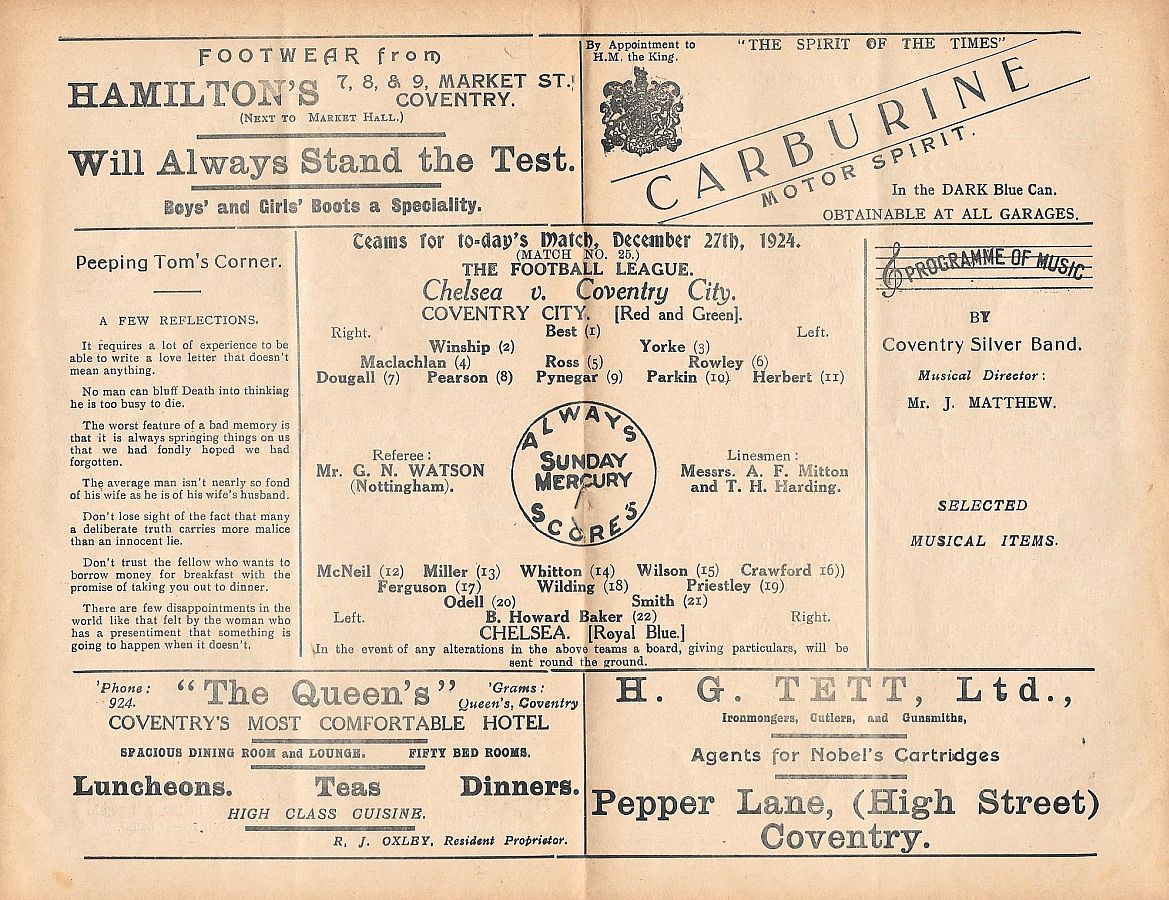 FOOTWEAR from
HAMILTON'S 7, 8, & 9, MARKET ST.,
COVENTRY.
(NEXT TO MARKET HALL.)
Will Always Stand the Test.
Boys' and Girls' Boots a Speciality.
By Appointment to
H.M. the King.
"THE SPIRIT OF THE TIMES"
CARBURINE
MOTOR SPIRIT.
In the DARK Blue Can.
OBTAINABLE AT ALL GARAGES.
Peeping Tom's Corner.
A FEW REFLECTIONS.
It requires a lot of experience to be
able to write a love letter that doesn't
mean anything.
No man can bluff Death into thinking
he is too busy to die.
The worst feature of a bad memory is
that it is always springing things on us
that we had fondly hoped we had
forgotten.
The average man isn't nearly so fond
of his wife as he is of his wife's husband.
Don't lose sight of the fact that many
a deliberate truth carries more malice
than an innocent lie.
Don't trust the fellow who wants to
borrow money for breakfast with the
promise of taking you out to dinner.
There are few disappointments in the
world like that felt by the woman who
has a presentiment that something is
going to happen when it doesn't.
Teams for to-day's Match, December 27th, 1924.
(MATCH NO. 25.)
THE FOOTBALL LEAGUE.
Chelsea v. Coventry City.
COVENTRY CITY. [Red and Green].
Right. Best (1) Left.
Winship (2) Yorke (3)
Maclachlan (4) Ross (5) Rowley (6)
Dougall (7) Pearson (8) Pynegar (9) Parkin (10) Herbert (11)
Referee :
Mr. G. N. WATSON
(Nottingham).
ALWAYS
SUNDAY
MERCURY
SCORES
Linesmen :
Messrs. A. F. Mitton
and T. H. Harding.
McNeil (12) Miller (13) Whitton (14) Wilson (15) Crawford 16))
Ferguson (17) Wilding (18) Priestley (19)
Odell (20) Smith (21)
Left. B. Howard Baker (22) Right.
CHELSEA. [Royal Blue.]
In the event of any alterations in the above teams a board, giving particulars, will be
sent round the ground.
PROGRAMME OF MUSIC
BY
Coventry Silver Band.
Musical Director :
Mr. J. MATTHEW.
SELECTED
MUSICAL ITEMS.
'Phone :
924.
"The Queen's"
'Grams :
Queen's, Coventry
COVENTRY'S MOST COMFORTABLE HOTEL
SPACIOUS DINING ROOM and LOUNGE. FIFTY BED ROOMS.
Luncheons. Teas Dinners.
HIGH CLASS CUISINE.
R. J. OXLEY, Resident Proprietor.
H. G. TETT, Ltd.,
Ironmongers, Cutlers, and Gunsmiths,
Agents for Nobel's Cartridges
Pepper Lane, (High Street)
Coventry.